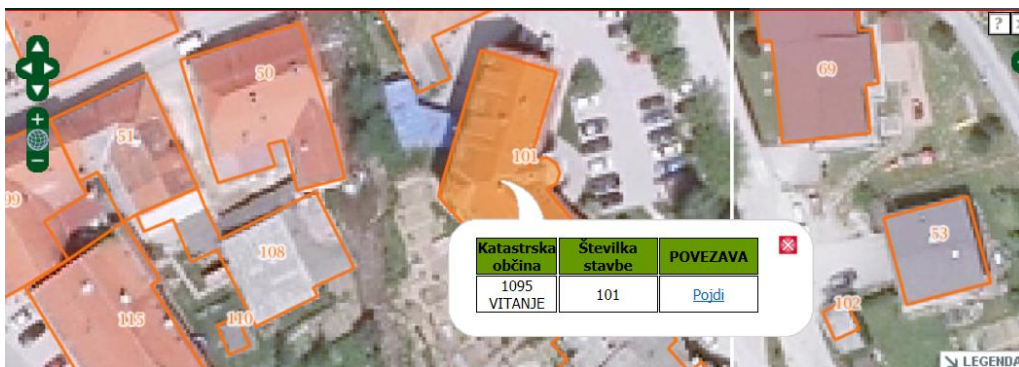 50
69
?
51
101
99
108
53
Katastrska občina
Številka stavbe
POVEZAVA
1095 VITANJE
101
Pojdi
102
110
115
LEGENDA